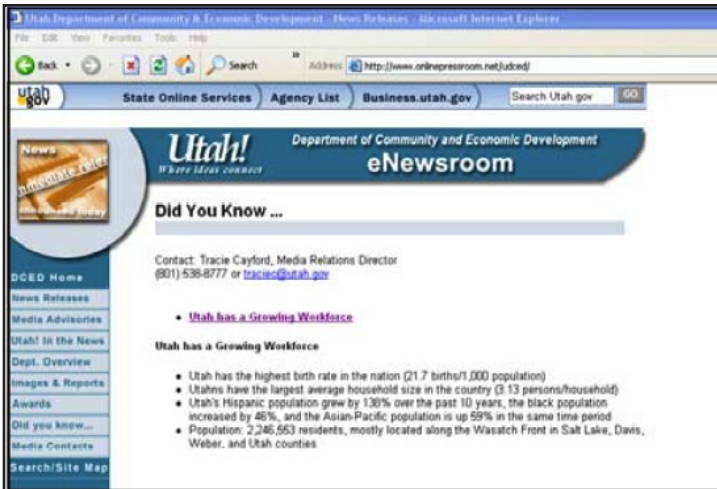 Utah Department of Community & Economic Development - News Releases - Microsoft Internet Explorer
File Edit View Favorites Tools Help
Back Search » Address http://www.onlinepressroom.net/udced/
utah gov State Online Services Agency List Business.utah.gov Search Utah.gov GO
News
immediate
announced today
Utah!
Where ideas connect
Department of Community and Economic Development
eNewsroom
Did You Know ...
Contact: Tracie Cayford, Media Relations Director
(801) 538-8777 or traciec@utah.gov
DCED Home
News Releases
Media Advisories
Utah! In the News
Dept. Overview
Images & Reports
Awards
Did you know...
Media Contacts
Search/Site Map
• Utah has a Growing Workforce
Utah has a Growing Workforce
• Utah has the highest birth rate in the nation (21.7 births/1,000 population)
• Utahns have the largest average household size in the country (3.13 persons/household)
• Utah's Hispanic population grew by 138% over the past 10 years, the black population
increased by 46%, and the Asian-Pacific population is up 59% in the same time period
• Population: 2,246,553 residents, mostly located along the Wasatch Front in Salt Lake, Davis,
Weber, and Utah counties